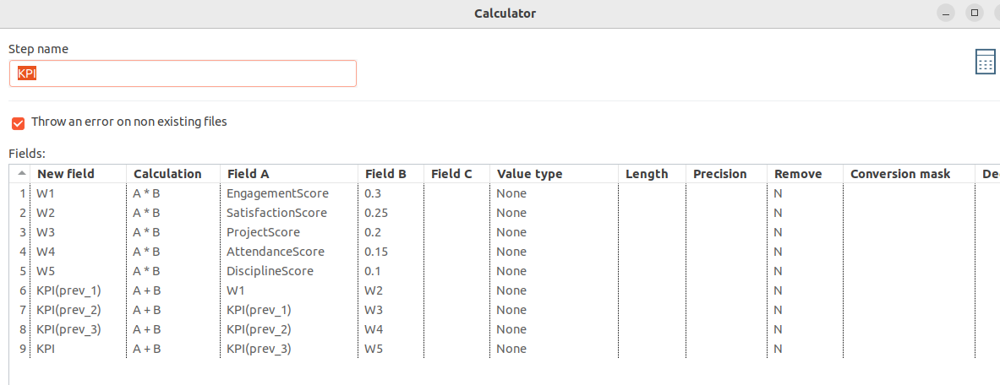 Calculator
Step name
KPI
Throw an error on non existing files
Fields:
New field Calculation Field A Field B Field C Value type Length Precision Remove Conversion mask De
1 W1 A * B EngagementScore 0.3 None N
2 W2 A * B SatisfactionScore 0.25 None N
3 W3 A * B ProjectScore 0.2 None N
4 W4 A * B AttendanceScore 0.15 None N
5 W5 A * B DisciplineScore 0.1 None N
6 KPI(prev_1) A + B W1 W2 None N
7 KPI(prev_2) A + B KPI(prev_1) W3 None N
8 KPI(prev_3) A + B KPI(prev_2) W4 None N
9 KPI A + B KPI(prev_3) W5 None N